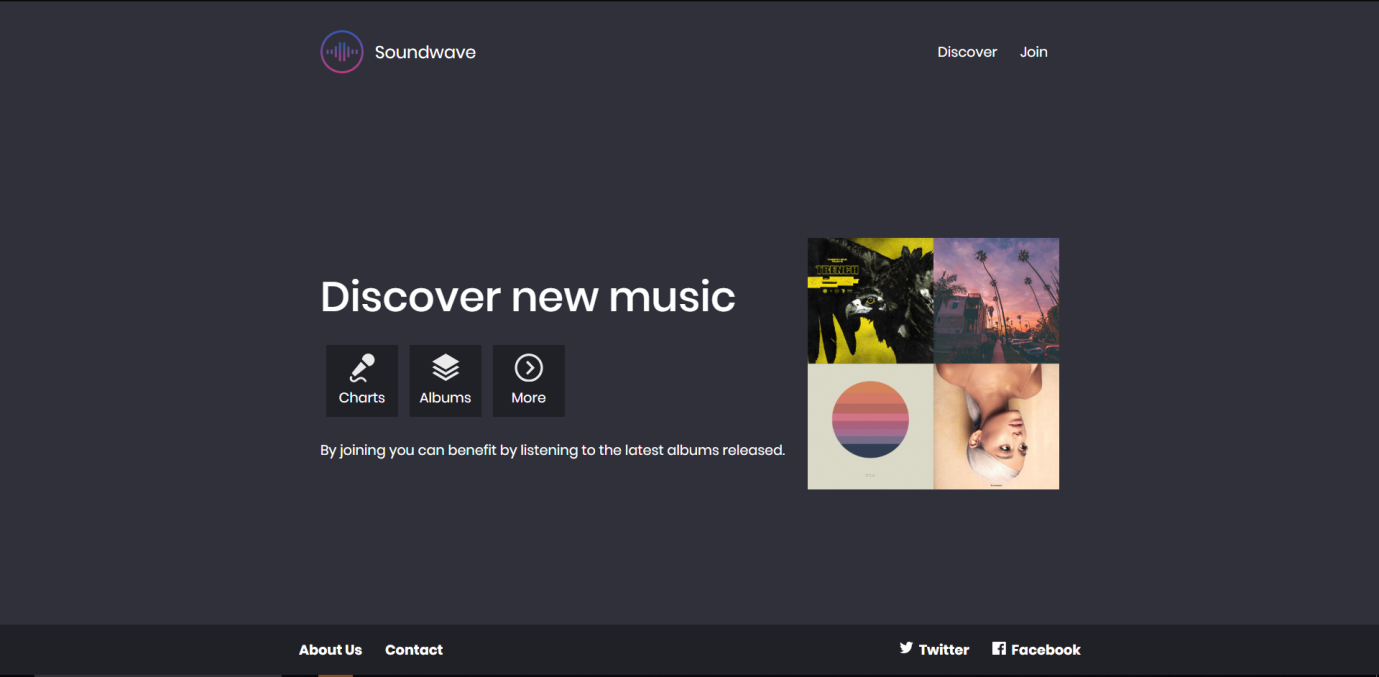 Soundwave
Discover Join
Discover new music
TRENCH
Charts Albums More
By joining you can benefit by listening to the latest albums released.
About Us Contact Twitter Facebook